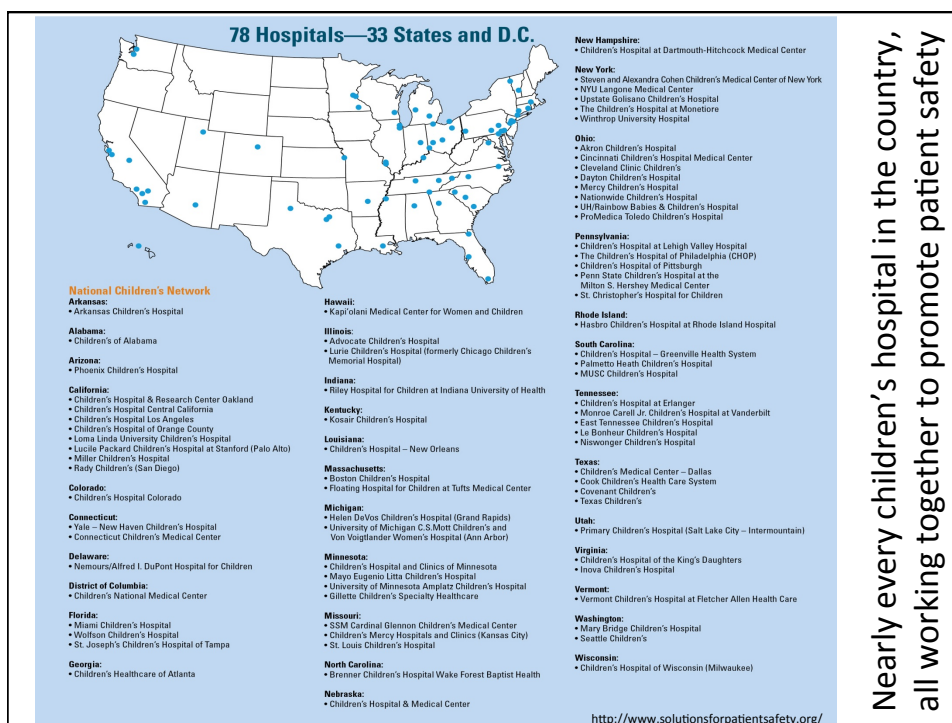 78 Hospitals—33 States and D.C.
National Children's Network
Arkansas:
• Arkansas Children's Hospital
Alabama:
• Children's of Alabama
Arizona:
• Phoenix Children's Hospital
California:
• Children's Hospital & Research Center Oakland
• Children's Hospital Central California
• Children's Hospital Los Angeles
• Children's Hospital of Orange County
• Loma Linda University Children's Hospital
• Lucile Packard Children's Hospital at Stanford (Palo Alto)
• Miller Children's Hospital
• Rady Children's (San Diego)
Colorado:
• Children's Hospital Colorado
Connecticut:
• Yale – New Haven Children's Hospital
• Connecticut Children's Medical Center
Delaware:
• Nemours/Alfred I. DuPont Hospital for Children
District of Columbia:
• Children's National Medical Center
Florida:
• Miami Children's Hospital
• Wolfson Children's Hospital
• St. Joseph's Children's Hospital of Tampa
Georgia:
• Children's Healthcare of Atlanta
Hawaii:
• Kapi'olani Medical Center for Women and Children
Illinois:
• Advocate Children's Hospital
• Lurie Children's Hospital (formerly Chicago Children's
Memorial Hospital)
Indiana:
• Riley Hospital for Children at Indiana University of Health
Kentucky:
• Kosair Children's Hospital
Louisiana:
• Children's Hospital – New Orleans
Massachusetts:
• Boston Children's Hospital
• Floating Hospital for Children at Tufts Medical Center
Michigan:
• Helen DeVos Children's Hospital (Grand Rapids)
• University of Michigan C.S.Mott Children's and
Von Voigtlander Women's Hospital (Ann Arbor)
Minnesota:
• Children's Hospital and Clinics of Minnesota
• Mayo Eugenio Litta Children's Hospital
• University of Minnesota Amplatz Children's Hospital
• Gillette Children's Specialty Healthcare
Missouri:
• SSM Cardinal Glennon Children's Medical Center
• Children's Mercy Hospitals and Clinics (Kansas City)
• St. Louis Children's Hospital
North Carolina:
• Brenner Children's Hospital Wake Forest Baptist Health
Nebraska:
• Children's Hospital & Medical Center
New Hampshire:
• Children's Hospital at Dartmouth-Hitchcock Medical Center
New York:
• Steven and Alexandra Cohen Children's Medical Center of New York
• NYU Langone Medical Center
• Upstate Golisano Children's Hospital
• The Children's Hospital at Monetiore
• Winthrop University Hospital
Ohio:
• Akron Children's Hospital
• Cincinnati Children's Hospital Medical Center
• Cleveland Clinic Children's
• Dayton Children's Hospital
• Mercy Children's Hospital
• Nationwide Children's Hospital
• UH/Rainbow Babies & Children's Hospital
• ProMedica Toledo Children's Hospital
Pennsylvania:
• Children's Hospital at Lehigh Valley Hospital
• The Children's Hospital of Philadelphia (CHOP)
• Children's Hospital of Pittsburgh
• Penn State Children's Hospital at the
Milton S. Hershey Medical Center
• St. Christopher's Hospital for Children
Rhode Island:
• Hasbro Children's Hospital at Rhode Island Hospital
South Carolina:
• Children's Hospital – Greenville Health System
• Palmetto Heath Children's Hospital
• MUSC Children's Hospital
Tennessee:
• Children's Hospital at Erlanger
• Monroe Carell Jr. Children's Hospital at Vanderbilt
• East Tennessee Children's Hospital
• Le Bonheur Children's Hospital
• Niswonger Children's Hospital
Texas:
• Children's Medical Center – Dallas
• Cook Children's Health Care System
• Covenant Children's
• Texas Children's
Utah:
• Primary Children's Hospital (Salt Lake City – Intermountain)
Virginia:
• Children's Hospital of the King's Daughters
• Inova Children's Hospital
Vermont:
• Vermont Children's Hospital at Fletcher Allen Health Care
Washington:
• Mary Bridge Children's Hospital
• Seattle Children's
Wisconsin:
• Children's Hospital of Wisconsin (Milwaukee)
http://www.solutionsforpatientsafety.org/
Nearly every children's hospital in the country,
all working together to promote patient safety